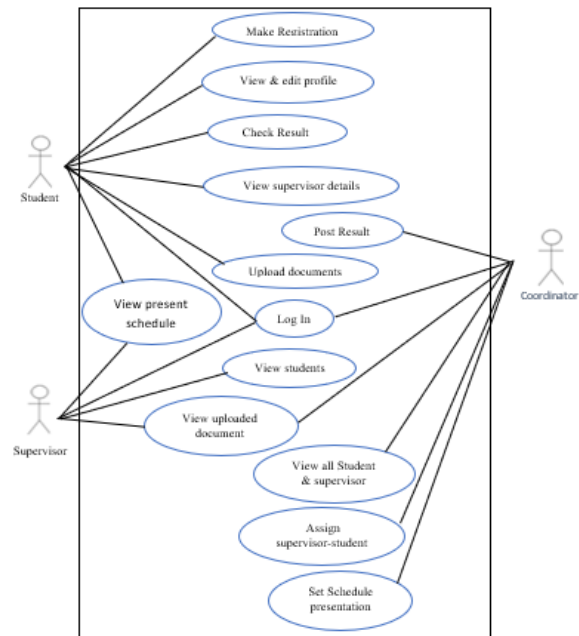 Make Registration
View & edit profile
Check Result
View supervisor details
Student
Post Result
Upload documents
Coordinator
View present
schedule
Log In
View students
View uploaded
document
Supervisor
View all Student
& supervisor
Assign
supervisor-student
Set Schedule
presentation